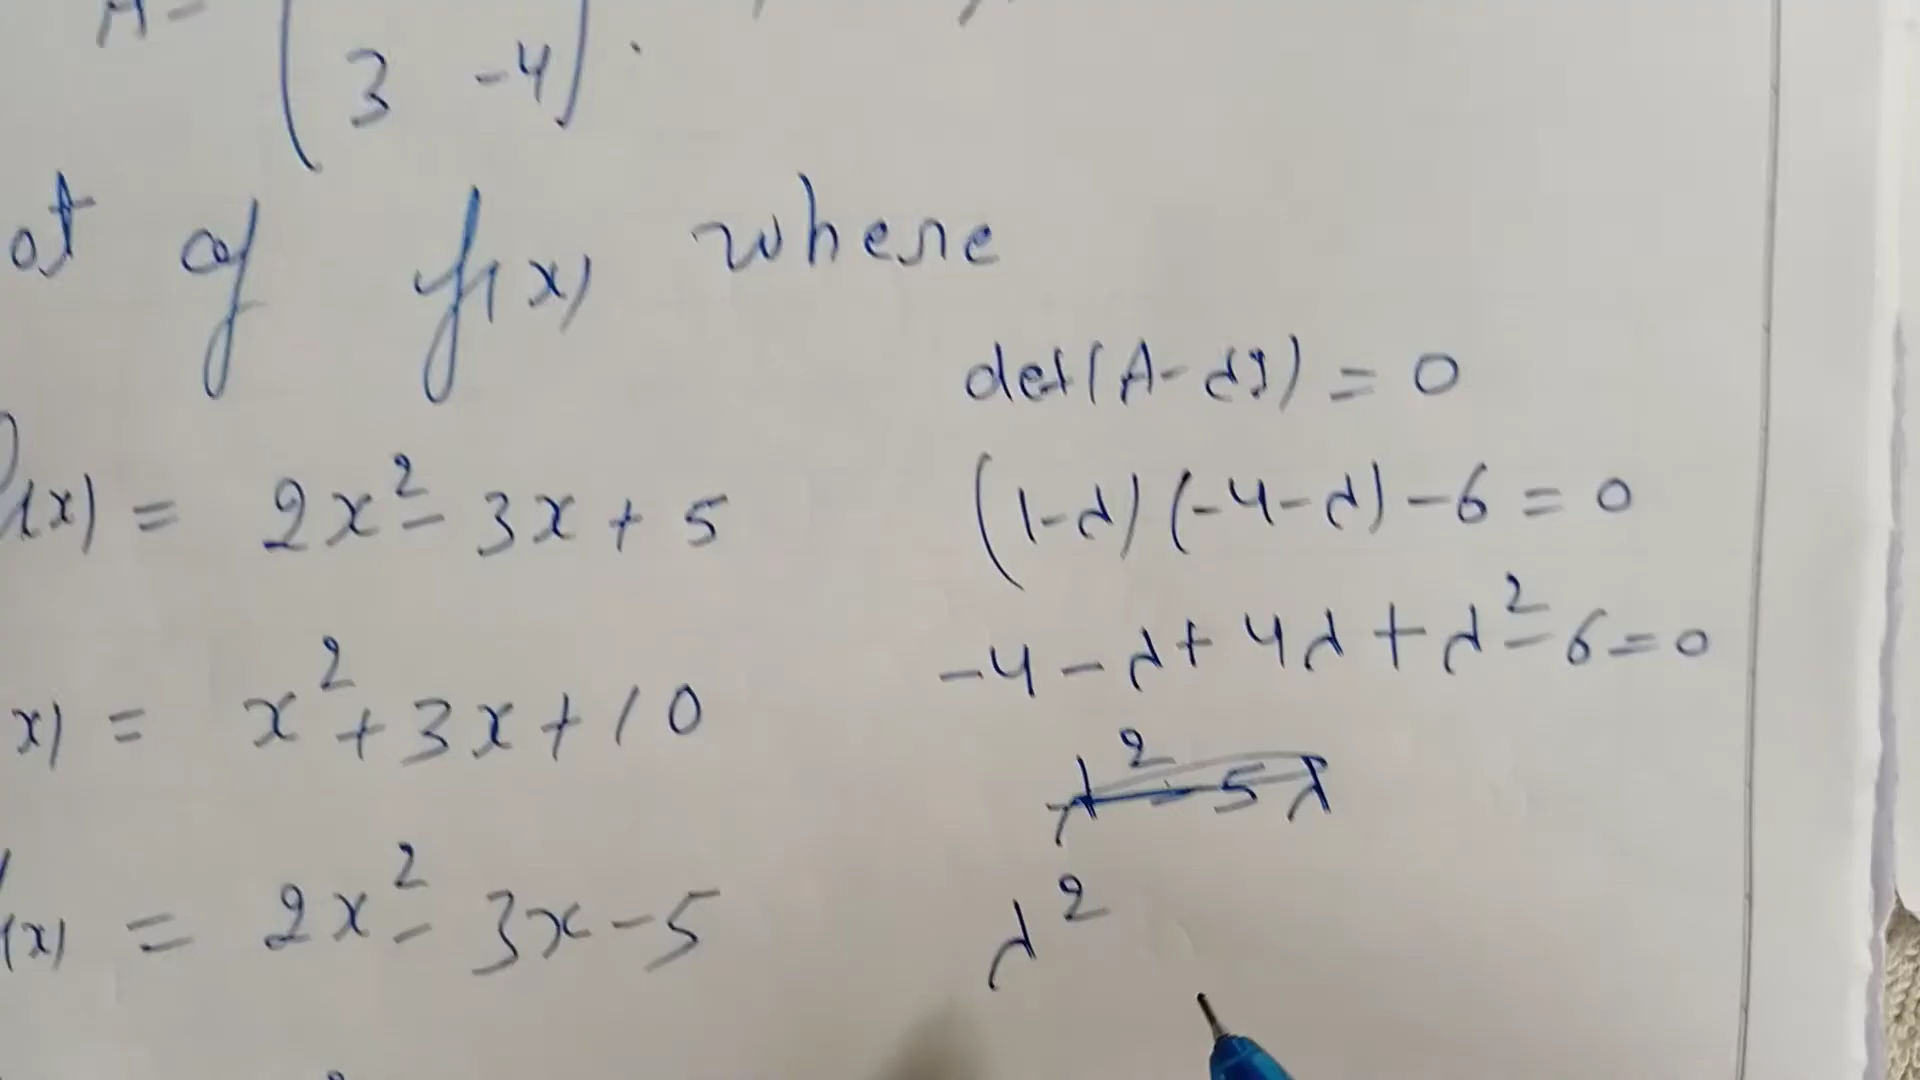 A = 
3 -4
ot of f(x) where
det(A-λI) = 0
(x) = 2x² - 3x + 5
(1-λ)(-4-λ) - 6 = 0
-4 - λ + 4λ + λ² - 6 = 0
x) = x² + 3x + 10
λ² - 5λ
(x) = 2x² - 3x - 5
λ²